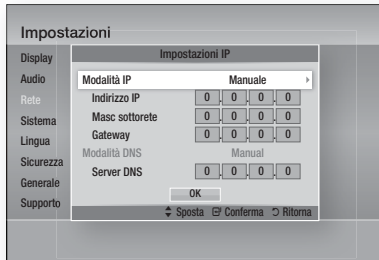 Impostazioni
Display
Audio
Rete
Sistema
Lingua
Sicurezza
Generale
Supporto
Impostazioni IP
Modalità IP Manuale
Indirizzo IP 0 . 0 . 0 . 0
Masc sottorete 0 . 0 . 0 . 0
Gateway 0 . 0 . 0 . 0
Modalità DNS Manual
Server DNS 0 . 0 . 0 . 0
OK
Sposta Conferma Ritorna